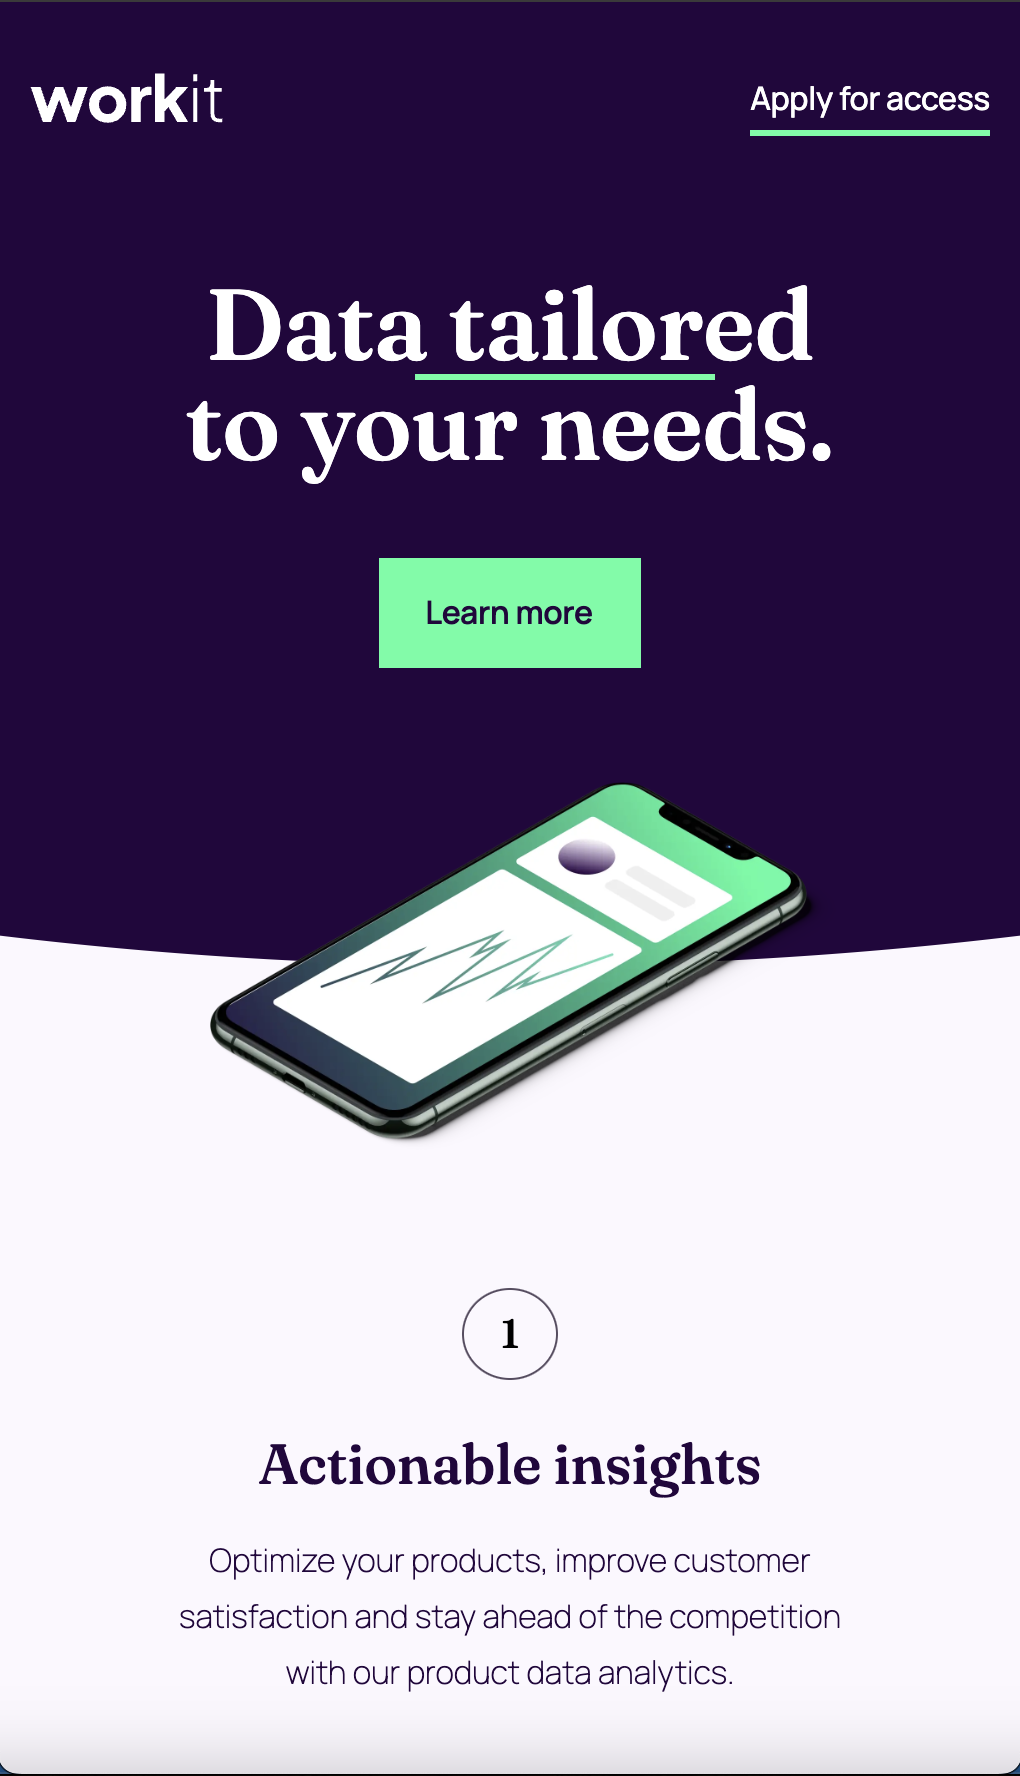 workit
Apply for access
Data tailored
to your needs.
Learn more
1
Actionable insights
Optimize your products, improve customer
satisfaction and stay ahead of the competition
with our product data analytics.